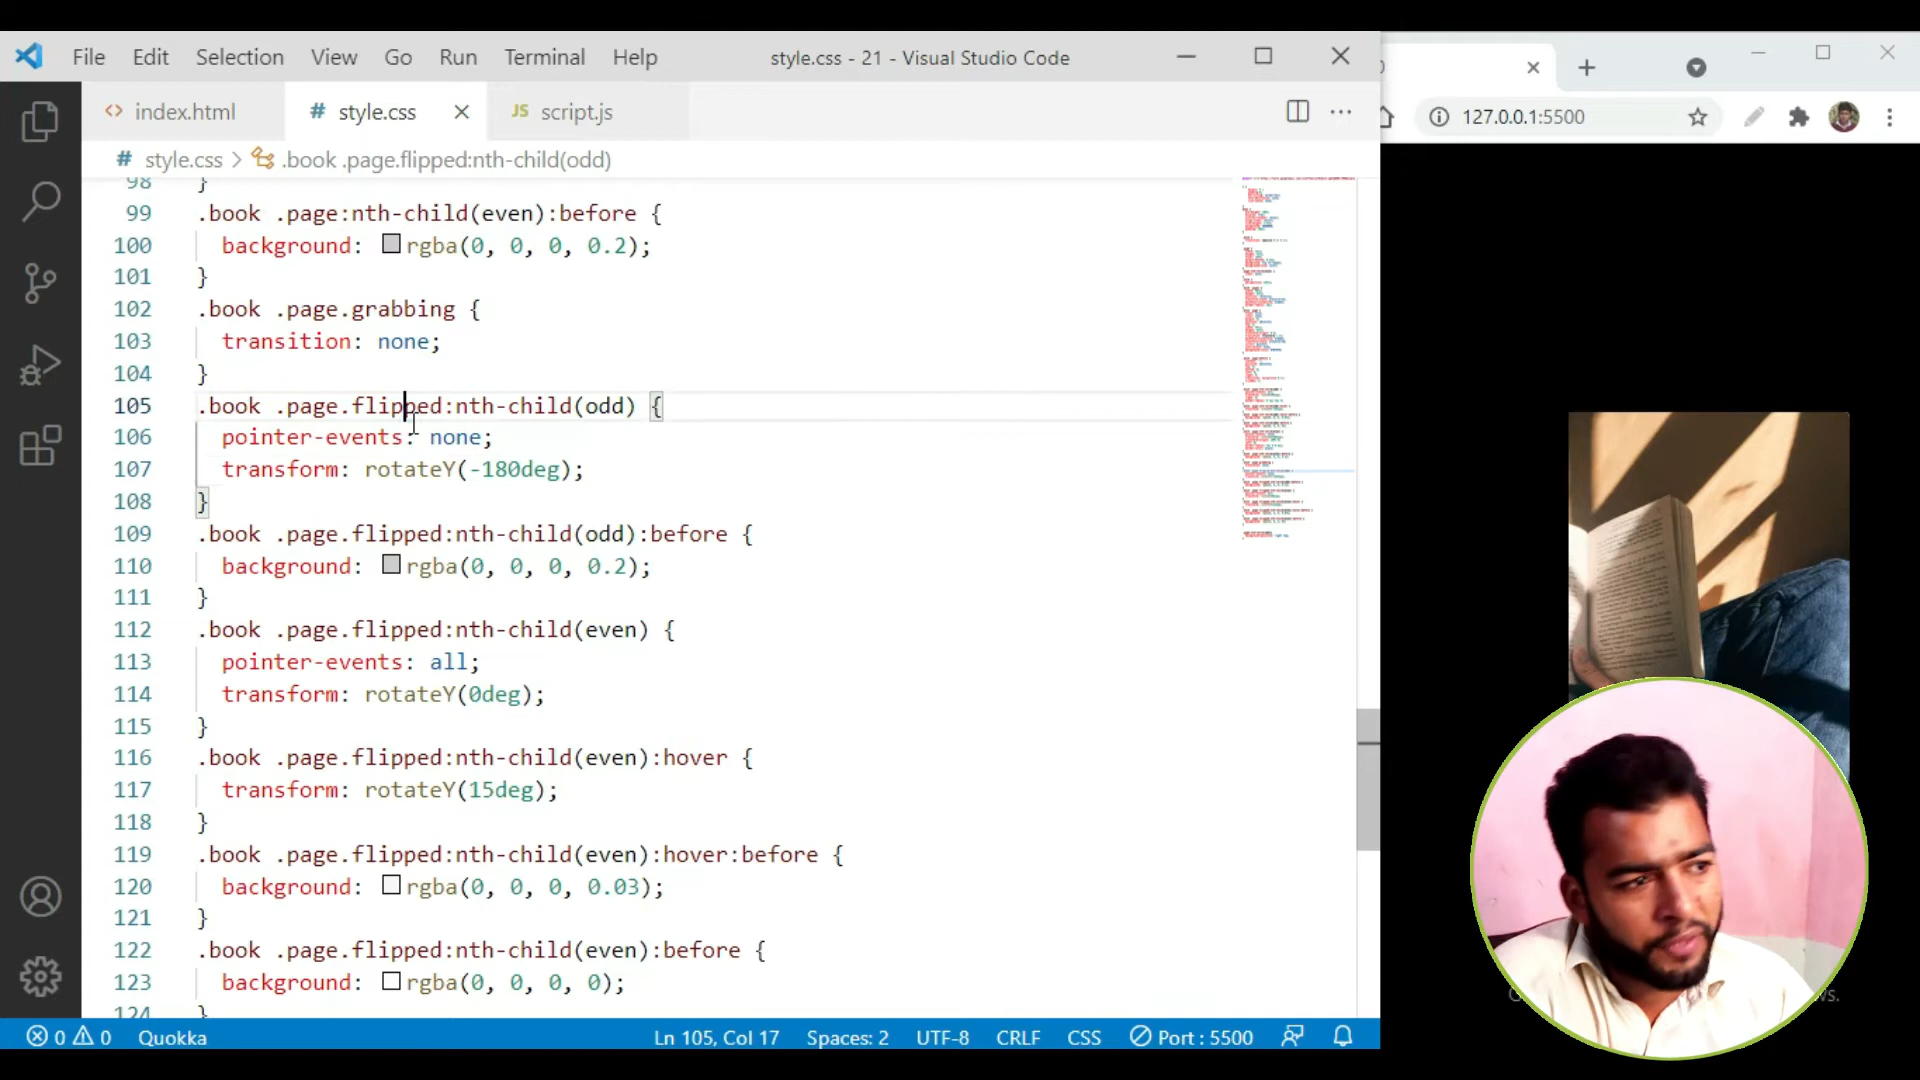 File Edit Selection View Go Run Terminal Help style.css - 21 - Visual Studio Code
<> index.html # style.css JS script.js
127.0.0.1:5500
# style.css > .book .page.flipped:nth-child(odd)
98 }
99 .book .page:nth-child(even):before {
100 background: rgba(0, 0, 0, 0.2);
101 }
102 .book .page.grabbing {
103 transition: none;
104 }
105 .book .page.flipped:nth-child(odd) {
106 pointer-events: none;
107 transform: rotateY(-180deg);
108 }
109 .book .page.flipped:nth-child(odd):before {
110 background: rgba(0, 0, 0, 0.2);
111 }
112 .book .page.flipped:nth-child(even) {
113 pointer-events: all;
114 transform: rotateY(0deg);
115 }
116 .book .page.flipped:nth-child(even):hover {
117 transform: rotateY(15deg);
118 }
119 .book .page.flipped:nth-child(even):hover:before {
120 background: rgba(0, 0, 0, 0.03);
121 }
122 .book .page.flipped:nth-child(even):before {
123 background: rgba(0, 0, 0, 0);
124 }
0 0 Quokka Ln 105, Col 17 Spaces: 2 UTF-8 CRLF CSS Port : 5500